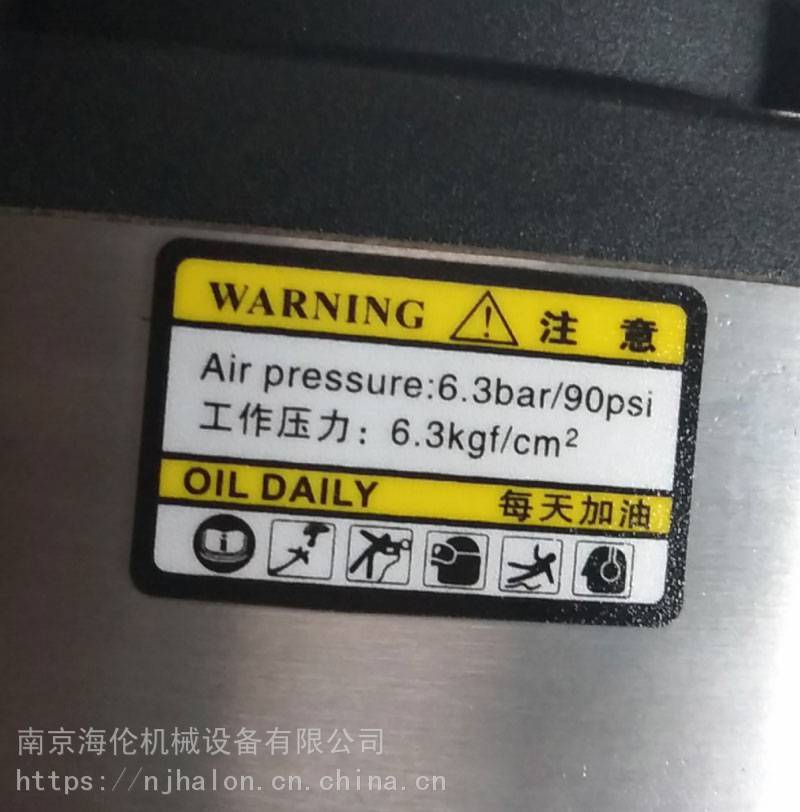 WARNING 注意
Air pressure:6.3bar/90psi
工作压力：6.3kgf/cm²
OIL DAILY 每天加油
南京海伦机械设备有限公司
https://njhalon.cn.china.cn